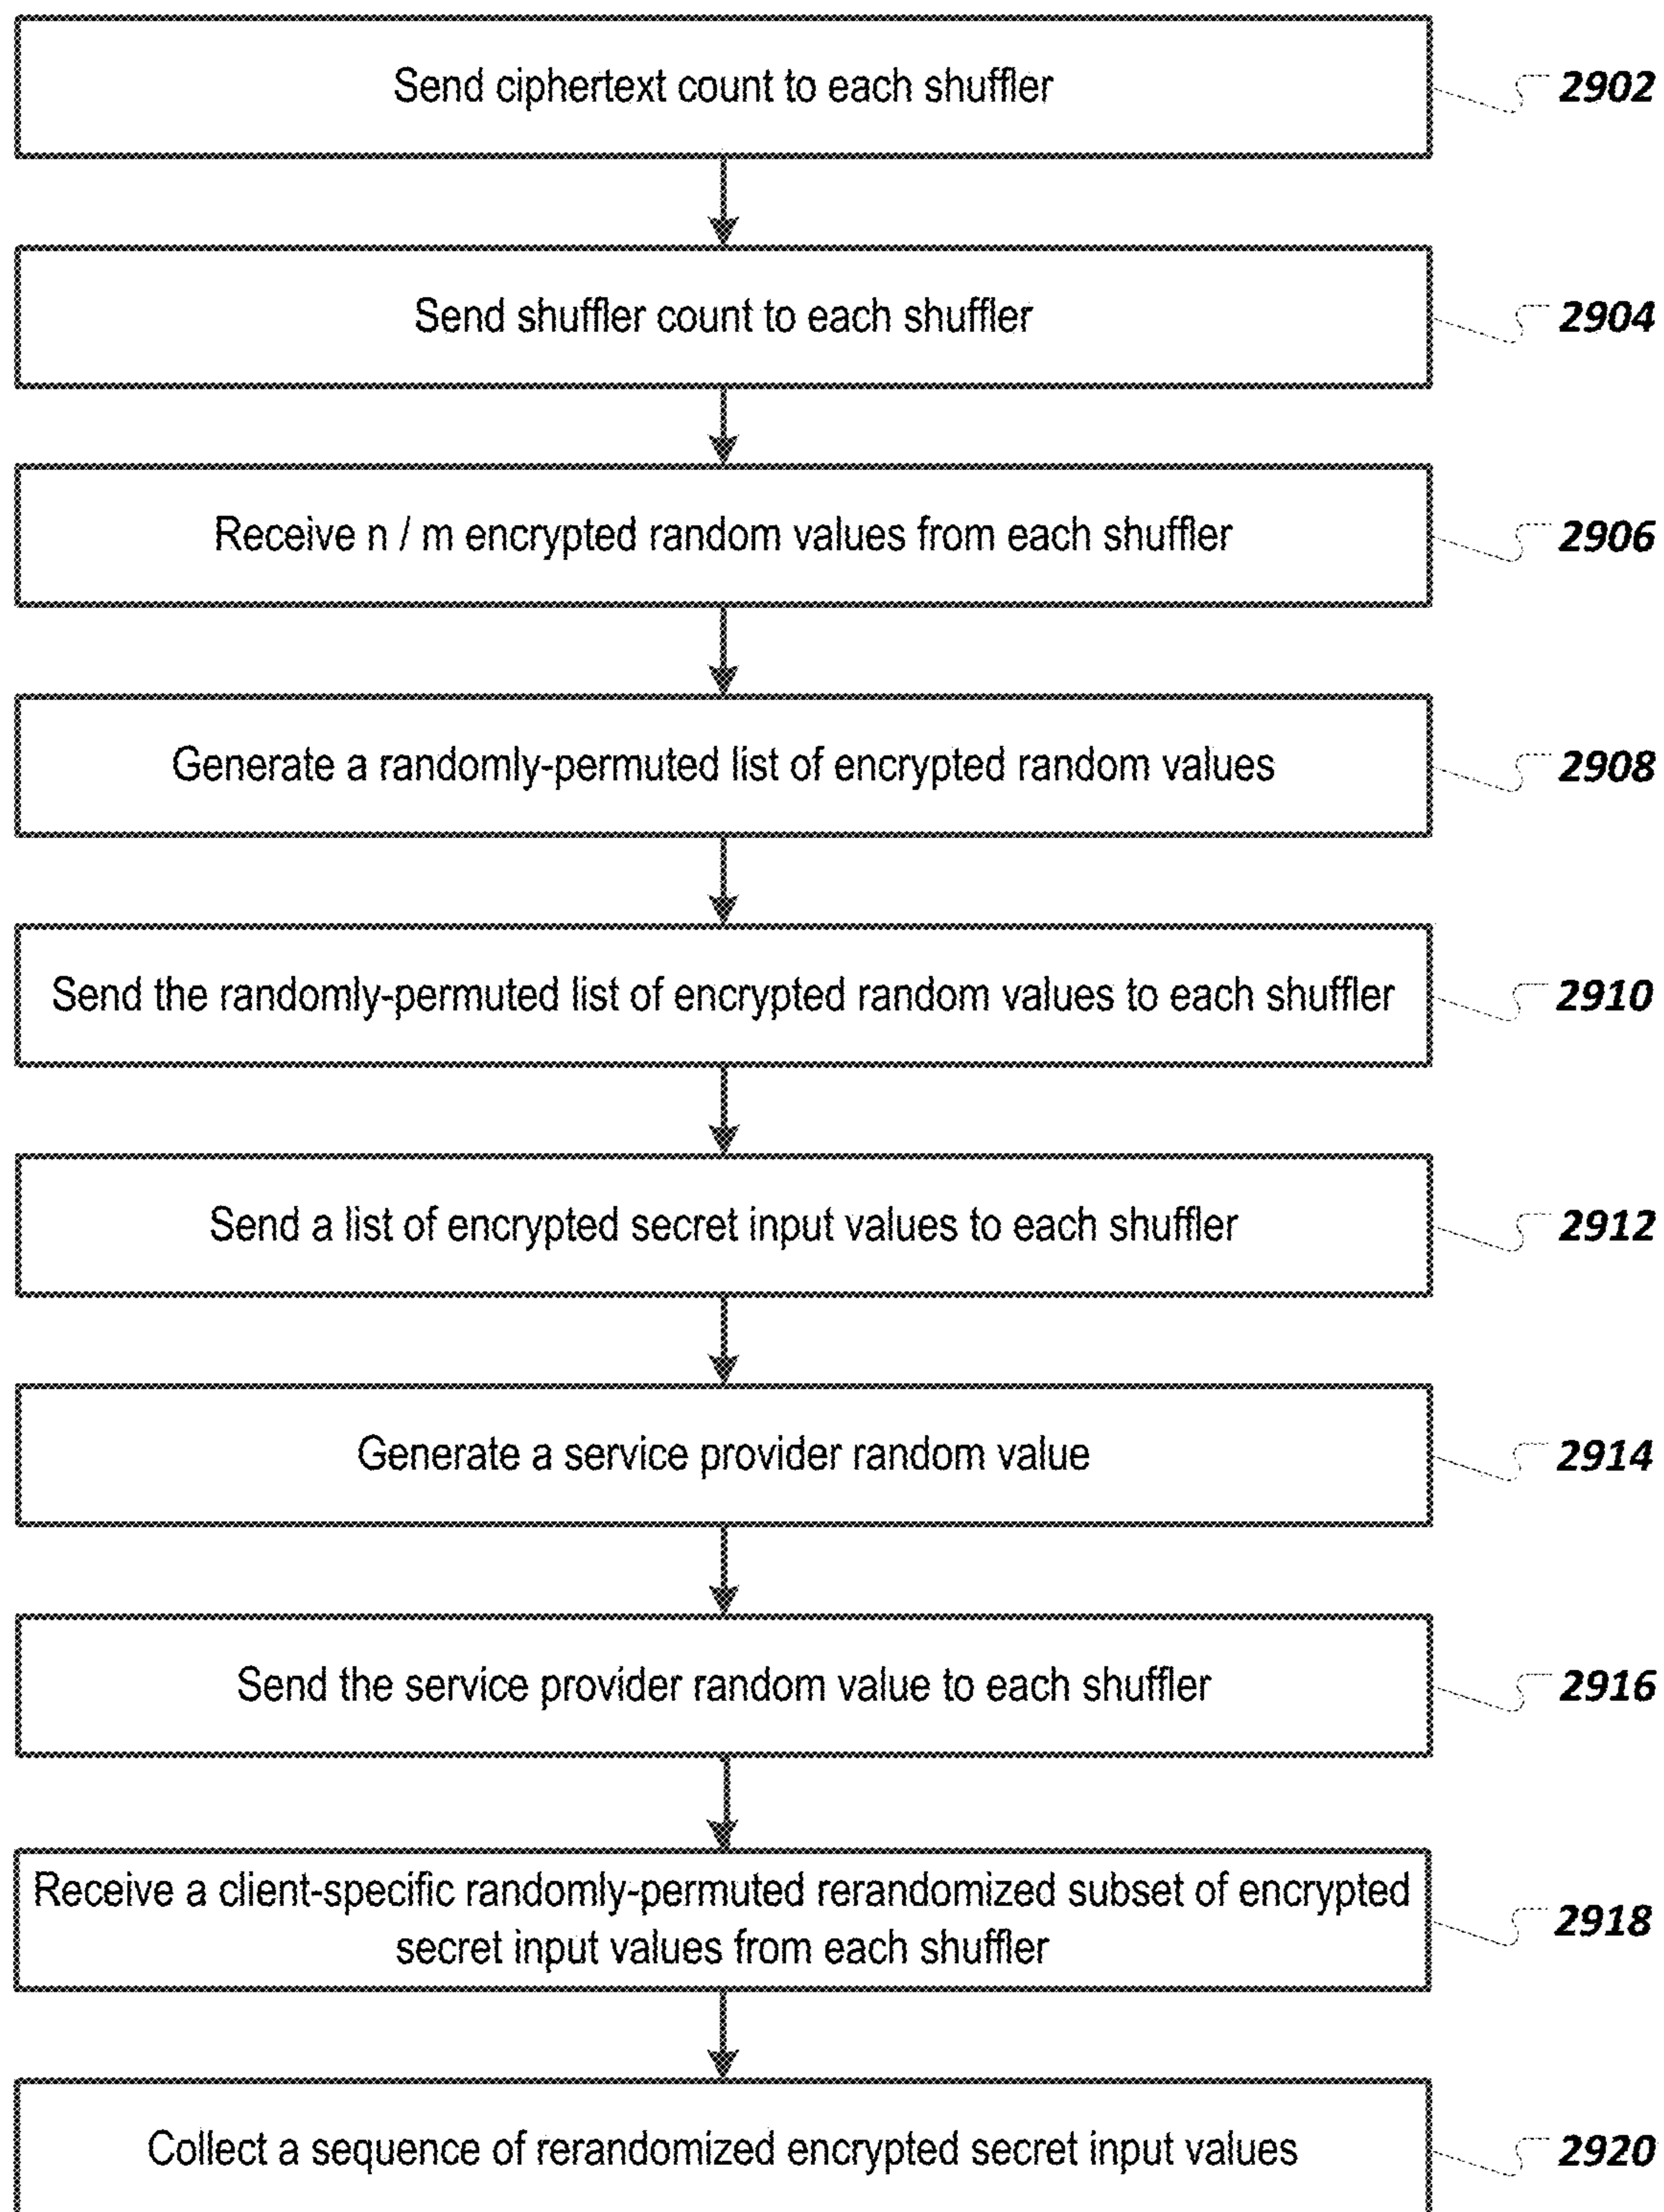 Send ciphertext count to each shuffler
2902
Send shuffler count to each shuffler
2904
Receive n / m encrypted random values from each shuffler
2906
Generate a randomly-permuted list of encrypted random values
2908
Send the randomly-permuted list of encrypted random values to each shuffler
2910
Send a list of encrypted secret input values to each shuffler
2912
Generate a service provider random value
2914
Send the service provider random value to each shuffler
2916
Receive a client-specific randomly-permuted rerandomized subset of encrypted
secret input values from each shuffler
2918
Collect a sequence of rerandomized encrypted secret input values
2920